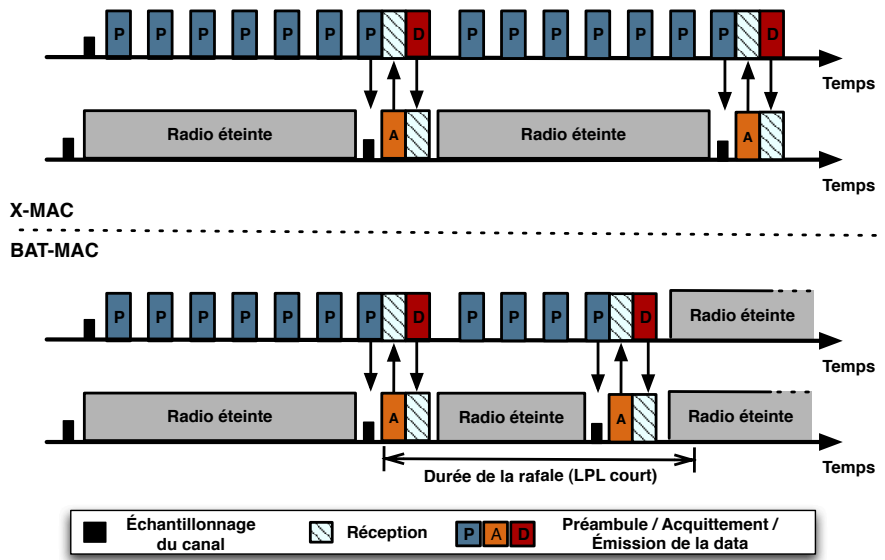 P P P P P P P D P P P P P P P D
Temps
Radio éteinte A Radio éteinte A
Temps
X-MAC
BAT-MAC
P P P P P P P D P P P P D Radio éteinte
Temps
Radio éteinte A Radio éteinte A Radio éteinte
Temps
Durée de la rafale (LPL court)
Échantillonnage
du canal
Réception
P A D
Préambule / Acquittement /
Émission de la data